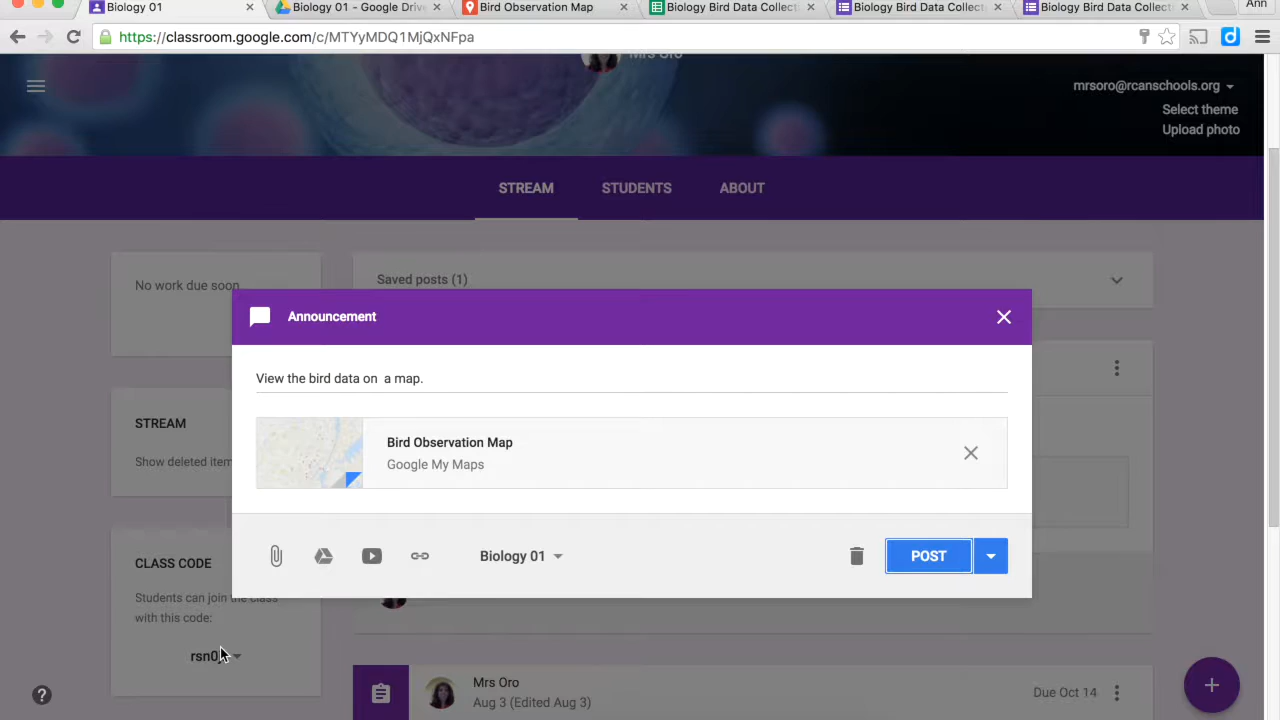 Biology 01
Biology 01 - Google Drive
Bird Observation Map
Biology Bird Data Collect
Biology Bird Data Collect
Biology Bird Data Collect
Ann
https://classroom.google.com/c/MTYyMDQ1MjQxNFpa
Mrs Oro
mrsoro@rcanschools.org
Select theme
Upload photo
STREAM
STUDENTS
ABOUT
No work due soon
Saved posts (1)
Announcement
View the bird data on  a map.
STREAM
Show deleted item
Bird Observation Map
Google My Maps
CLASS CODE
Students can join the class
with this code:
Biology 01
POST
Mrs Oro
Aug 3 (Edited Aug 3)
Due Oct 14